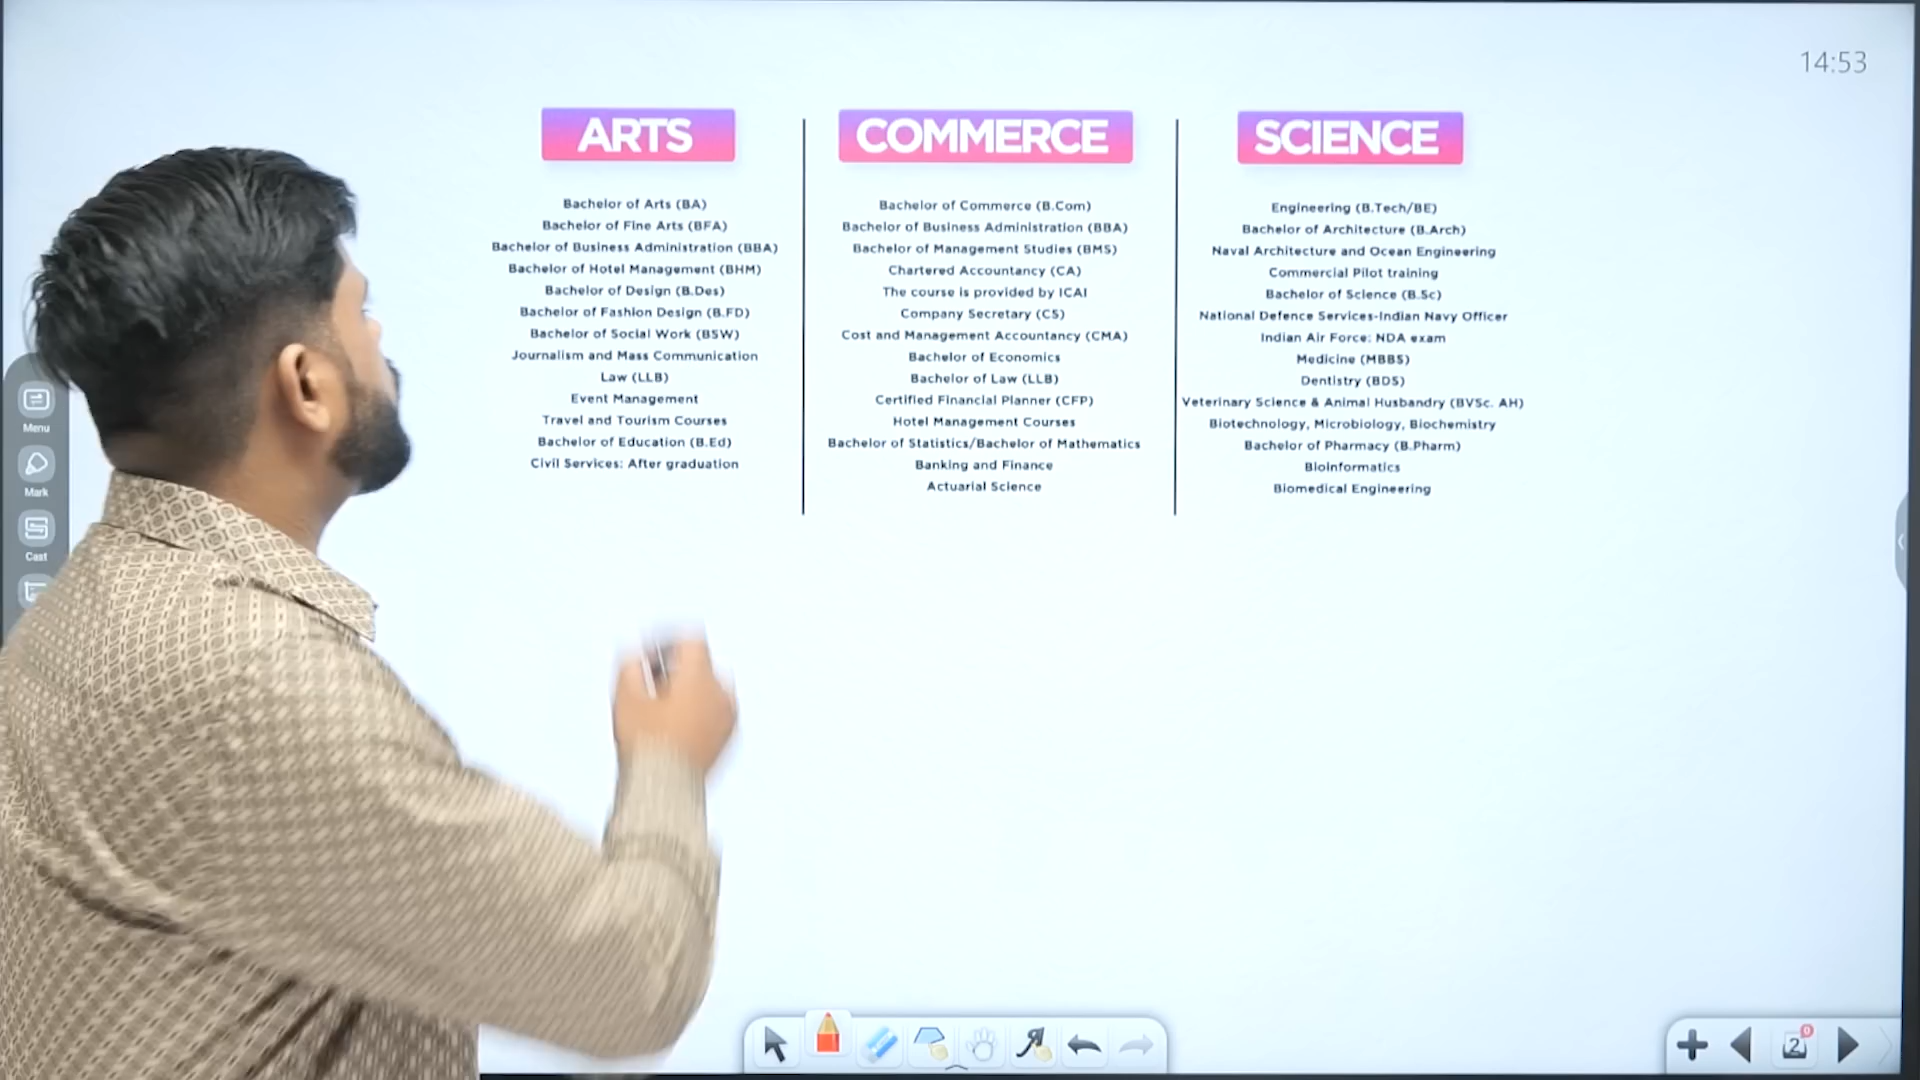 14:53
ARTS
Bachelor of Arts (BA)
Bachelor of Fine Arts (BFA)
Bachelor of Business Administration (BBA)
Bachelor of Hotel Management (BHM)
Bachelor of Design (B.Des)
Bachelor of Fashion Design (B.FD)
Bachelor of Social Work (BSW)
Journalism and Mass Communication
Law (LLB)
Event Management
Travel and Tourism Courses
Bachelor of Education (B.Ed)
Civil Services: After graduation
COMMERCE
Bachelor of Commerce (B.Com)
Bachelor of Business Administration (BBA)
Bachelor of Management Studies (BMS)
Chartered Accountancy (CA)
The course is provided by ICAI
Company Secretary (CS)
Cost and Management Accountancy (CMA)
Bachelor of Economics
Bachelor of Law (LLB)
Certified Financial Planner (CFP)
Hotel Management Courses
Bachelor of Statistics/Bachelor of Mathematics
Banking and Finance
Actuarial Science
SCIENCE
Engineering (B.Tech/BE)
Bachelor of Architecture (B.Arch)
Naval Architecture and Ocean Engineering
Commercial Pilot training
Bachelor of Science (B.Sc)
National Defence Services-Indian Navy Officer
Indian Air Force: NDA exam
Medicine (MBBS)
Dentistry (BDS)
Veterinary Science & Animal Husbandry (BVSc. AH)
Biotechnology, Microbiology, Biochemistry
Bachelor of Pharmacy (B.Pharm)
Bioinformatics
Biomedical Engineering
Menu
Mark
Cast
2
0